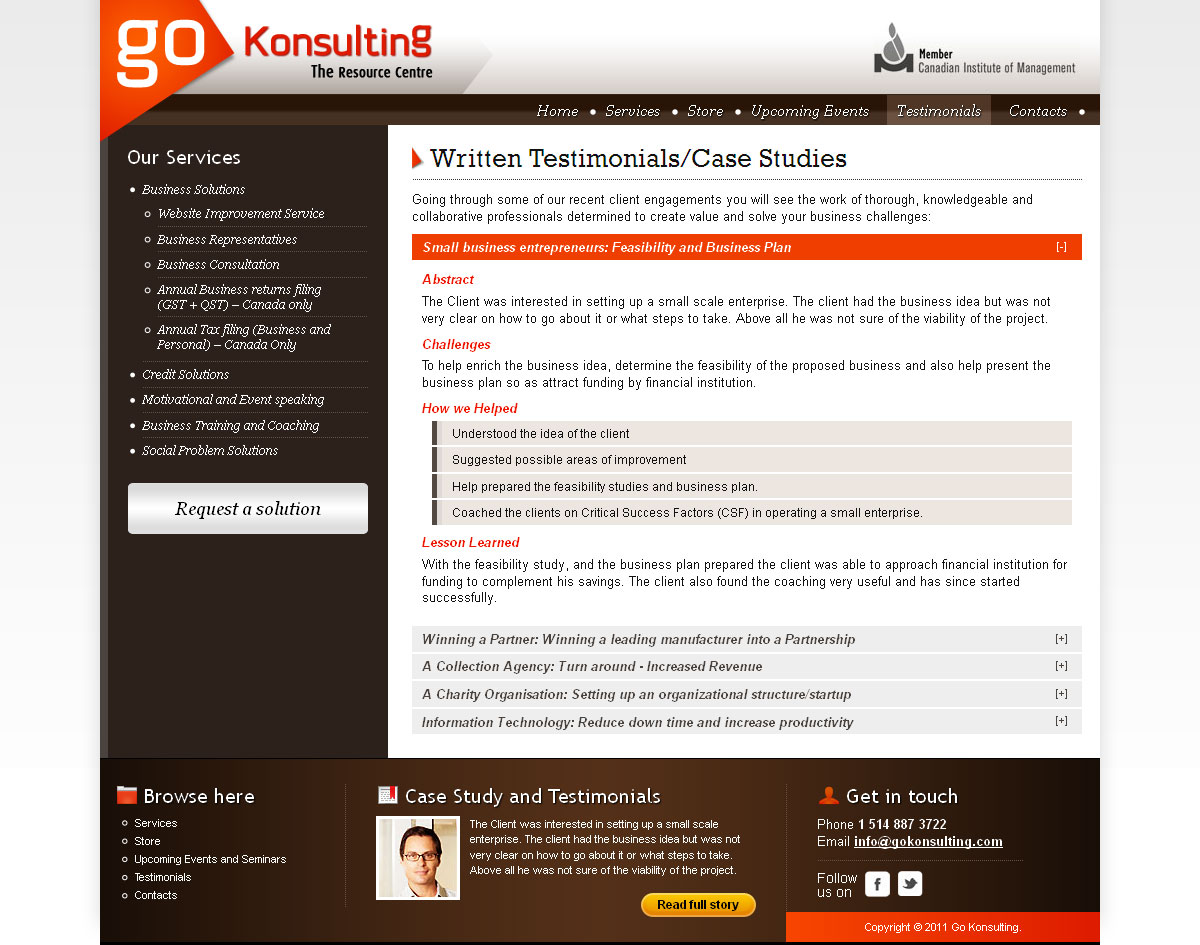 go Konsulting
The Resource Centre
Member
Canadian Institute of Management
Home • Services • Store • Upcoming Events Testimonials Contacts •
Our Services
• Business Solutions
Website Improvement Service
Business Representatives
Business Consultation
Annual Business returns filing
(GST + QST) – Canada only
Annual Tax filing (Business and
Personal) – Canada Only
• Credit Solutions
• Motivational and Event speaking
• Business Training and Coaching
• Social Problem Solutions
Request a solution
Written Testimonials/Case Studies
Going through some of our recent client engagements you will see the work of thorough, knowledgeable and
collaborative professionals determined to create value and solve your business challenges:
Small business entrepreneurs: Feasibility and Business Plan [-]
Abstract
The Client was interested in setting up a small scale enterprise. The client had the business idea but was not
very clear on how to go about it or what steps to take. Above all he was not sure of the viability of the project.
Challenges
To help enrich the business idea, determine the feasibility of the proposed business and also help present the
business plan so as attract funding by financial institution.
How we Helped
Understood the idea of the client
Suggested possible areas of improvement
Help prepared the feasibility studies and business plan.
Coached the clients on Critical Success Factors (CSF) in operating a small enterprise.
Lesson Learned
With the feasibility study, and the business plan prepared the client was able to approach financial institution for
funding to complement his savings. The client also found the coaching very useful and has since started
successfully.
Winning a Partner: Winning a leading manufacturer into a Partnership [+]
A Collection Agency: Turn around - Increased Revenue [+]
A Charity Organisation: Setting up an organizational structure/startup [+]
Information Technology: Reduce down time and increase productivity [+]
Browse here
Services
Store
Upcoming Events and Seminars
Testimonials
Contacts
Case Study and Testimonials
The Client was interested in setting up a small scale
enterprise. The client had the business idea but was not
very clear on how to go about it or what steps to take.
Above all he was not sure of the viability of the project.
Read full story
Get in touch
Phone 1 514 887 3722
Email info@gokonsulting.com
Follow
us on
f
Copyright © 2011 Go Konsulting.